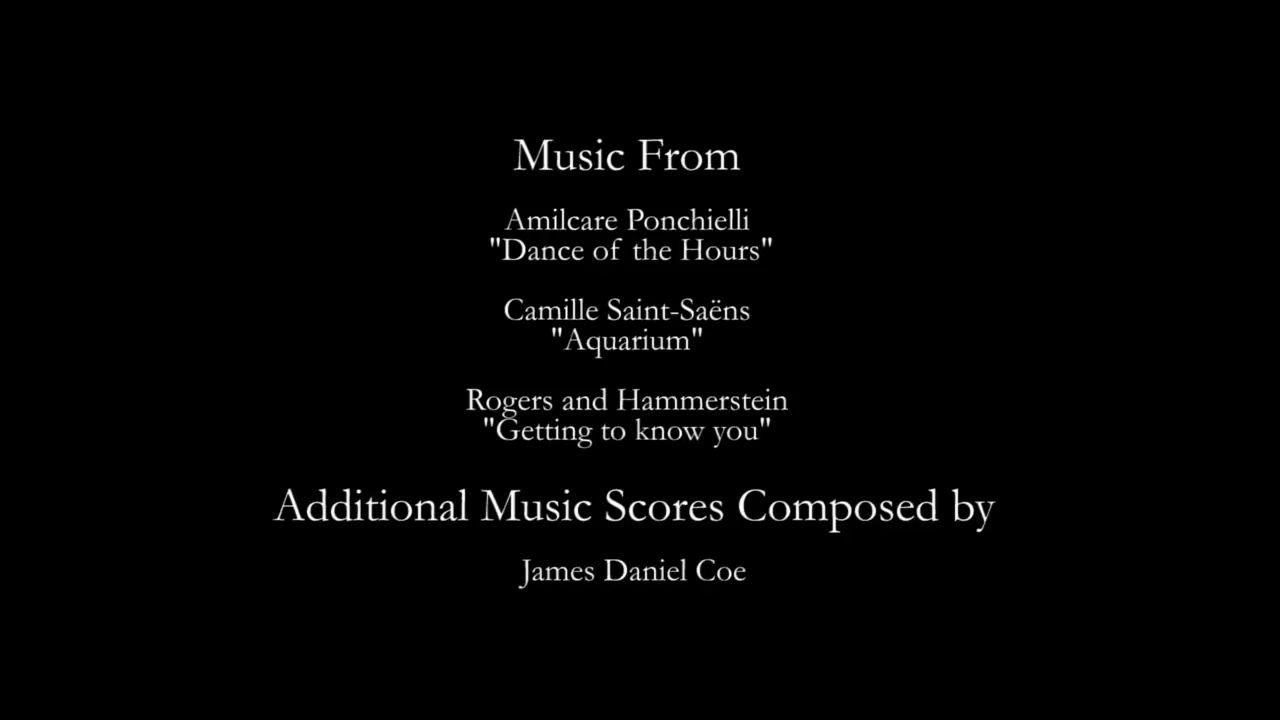 Music From
Amilcare Ponchielli
"Dance of the Hours"
Camille Saint-Saëns
"Aquarium"
Rogers and Hammerstein
"Getting to know you"
Additional Music Scores Composed by
James Daniel Coe